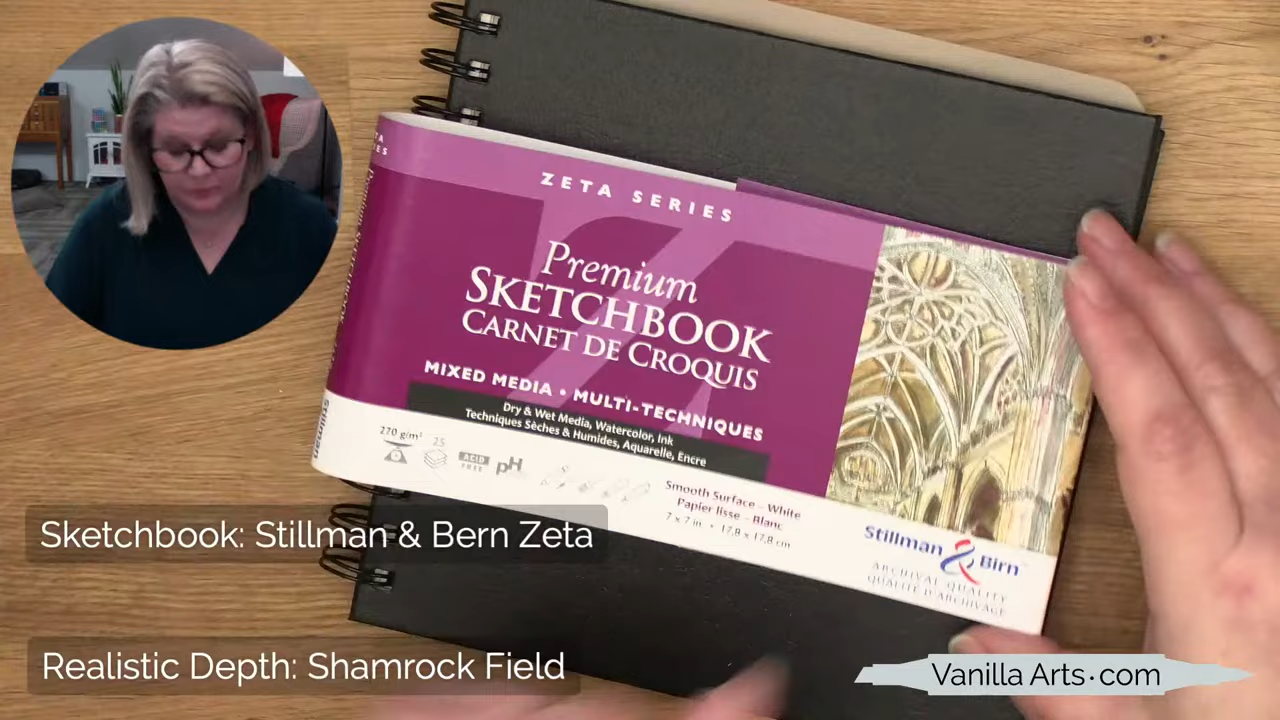 ZETA SERIES
Premium
SKETCHBOOK
CARNET DE CROQUIS
MIXED MEDIA • MULTI-TECHNIQUES
Dry & Wet Media, Watercolor, Ink
Techniques Sèches & Humides, Aquarelle, Encre
270 g/m²
25
ACID
FREE
pH
Smooth Surface – White
Papier lisse – Blanc
7 x 7 in. • 17,8 x 17,8 cm
Stillman & Birn™
ARCHIVAL QUALITY
QUALITÉ D'ARCHIVAGE
Sketchbook: Stillman & Bern Zeta
Realistic Depth: Shamrock Field
Vanilla Arts•com